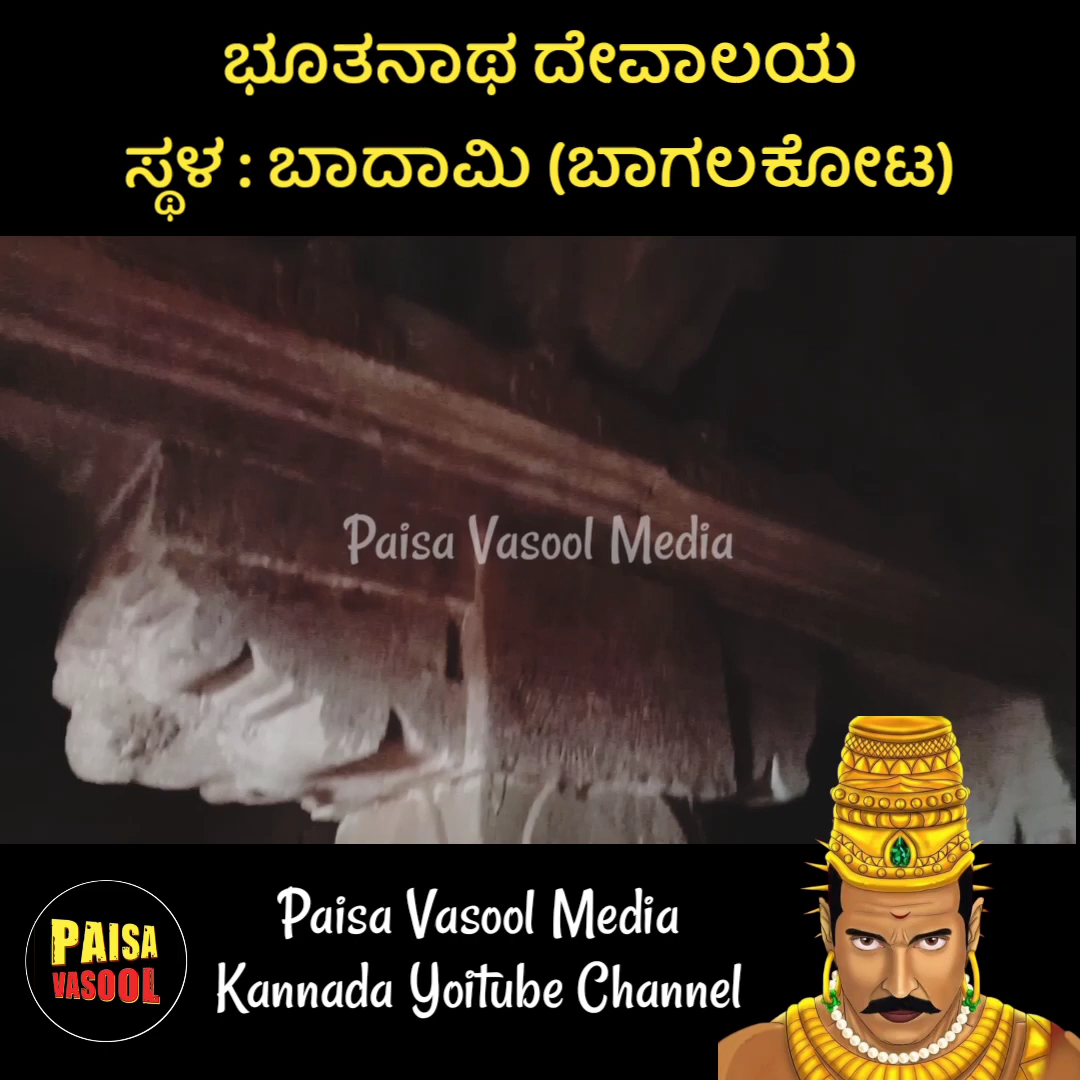 ಭೂತನಾಥ ದೇವಾಲಯ
ಸ್ಥಳ : ಬಾದಾಮಿ (ಬಾಗಲಕೋಟ)
Paisa Vasool Media
PAISA
VASOOL
Paisa Vasool Media
Kannada Yoitube Channel